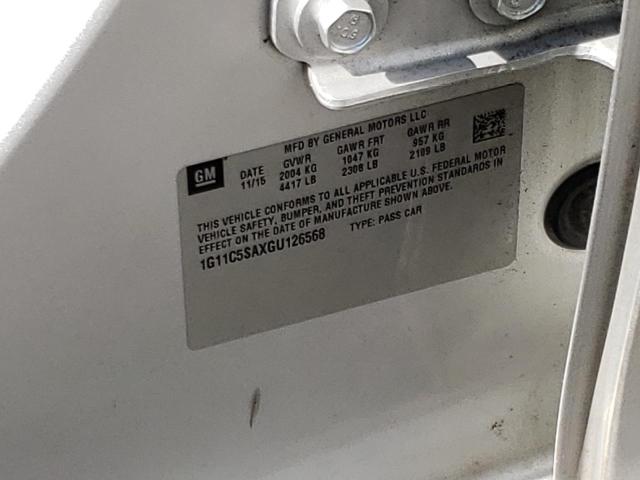 MFD BY GENERAL MOTORS LLC
GM
DATE GVWR GAWR FRT GAWR RR
11/15 2004 KG 1047 KG 957 KG
4417 LB 2308 LB 2109 LB
THIS VEHICLE CONFORMS TO ALL APPLICABLE U.S. FEDERAL MOTOR
VEHICLE SAFETY, BUMPER, AND THEFT PREVENTION STANDARDS IN
EFFECT ON THE DATE OF MANUFACTURE SHOWN ABOVE.
1G11C5SAXGU126568 TYPE: PASS CAR